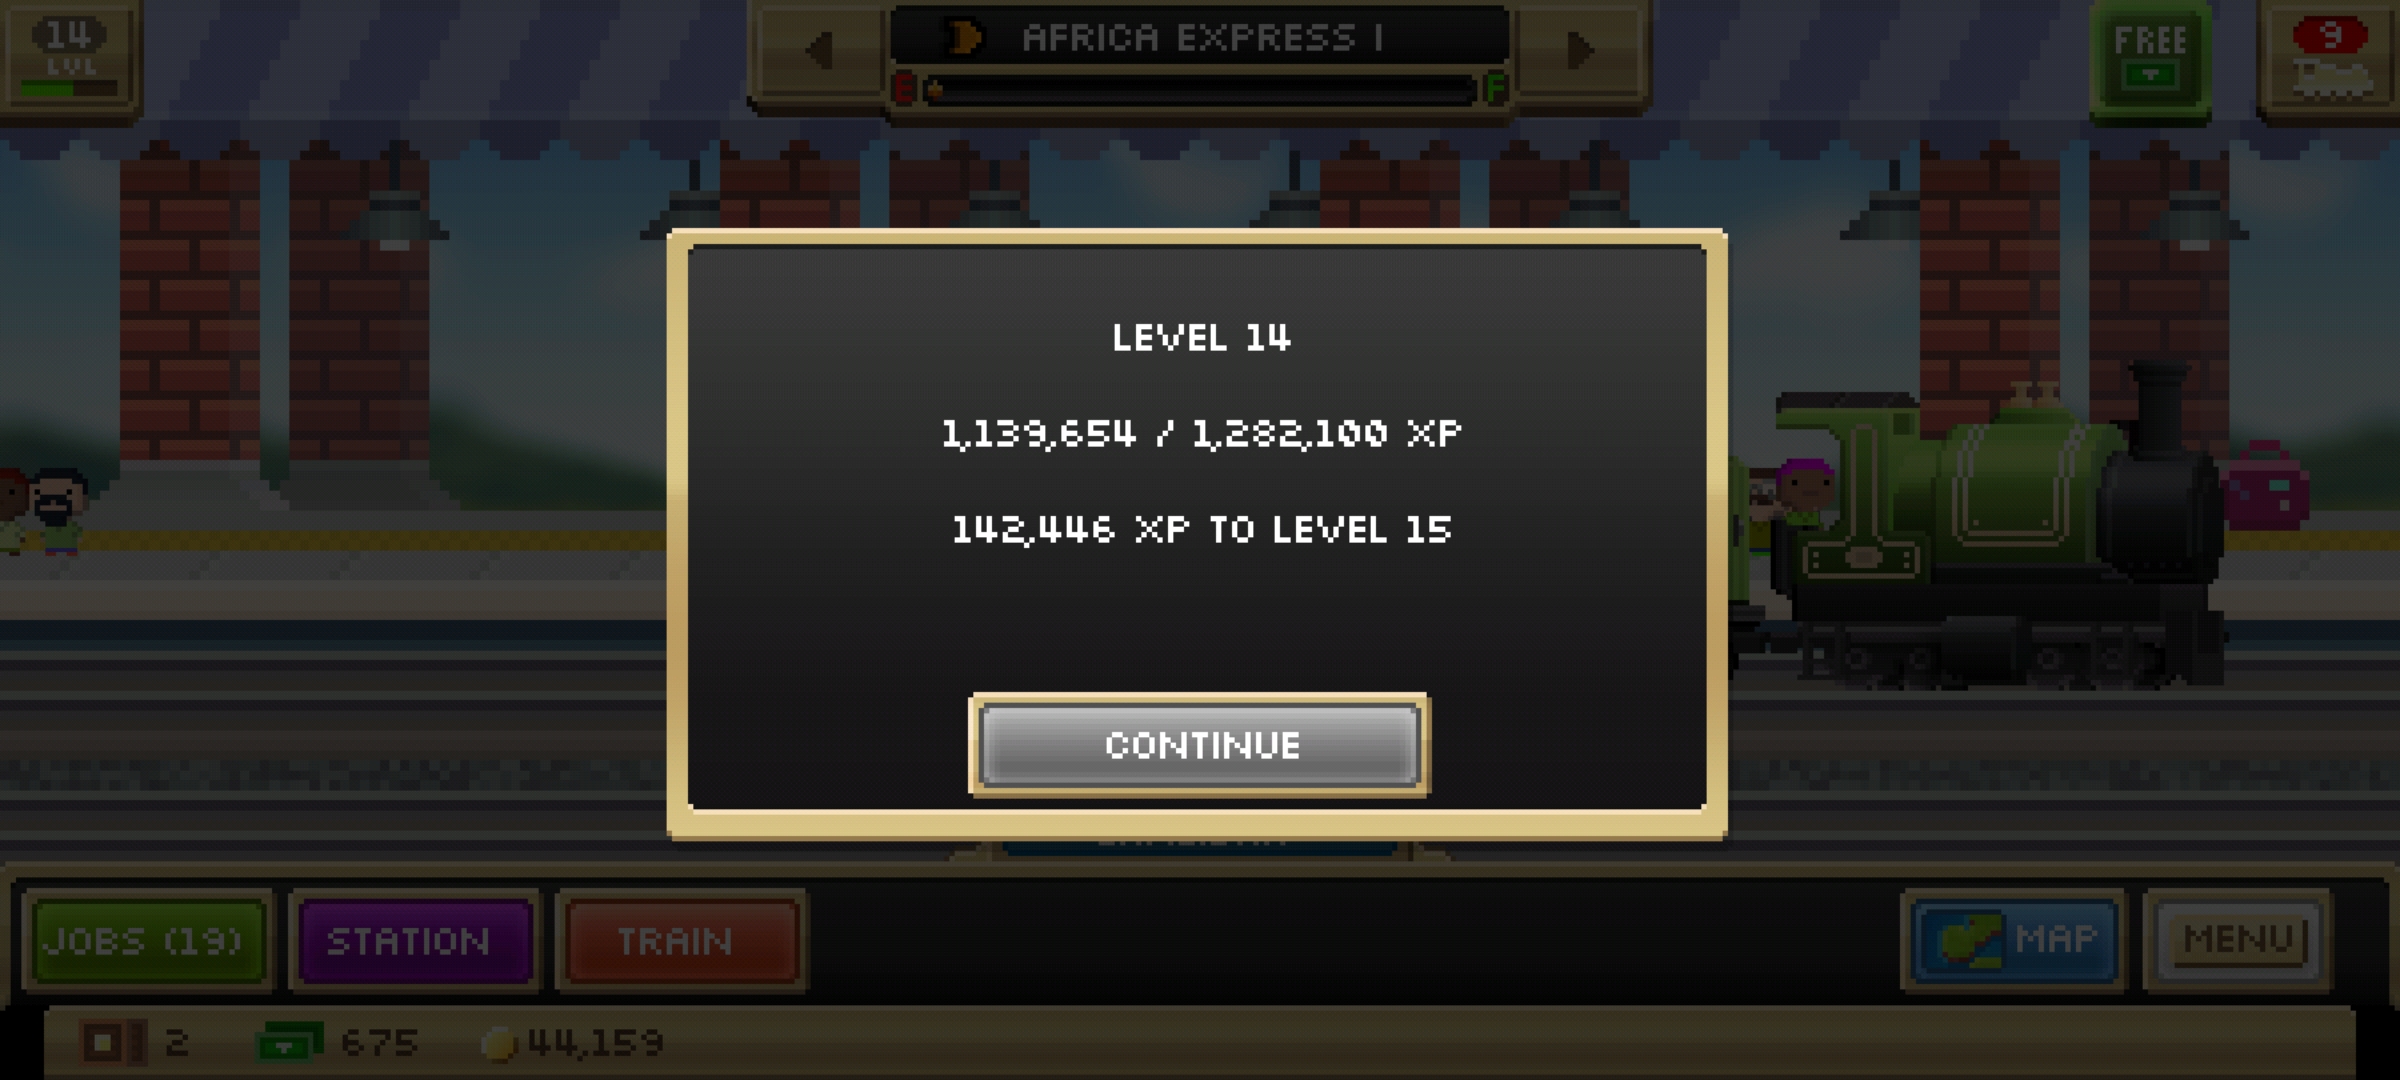 14
LVL
AFRICA EXPRESS I
E
F
FREE
9
LEVEL 14
1,139,654 / 1,282,100 XP
142,446 XP TO LEVEL 15
CONTINUE
JOBS (19)
STATION
TRAIN
MAP
MENU
2
675
44,159